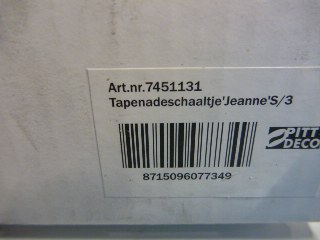 Art.nr.7451131
Tapenadeschaaltje'Jeanne'S/3
PITT
DECO
8715096077349